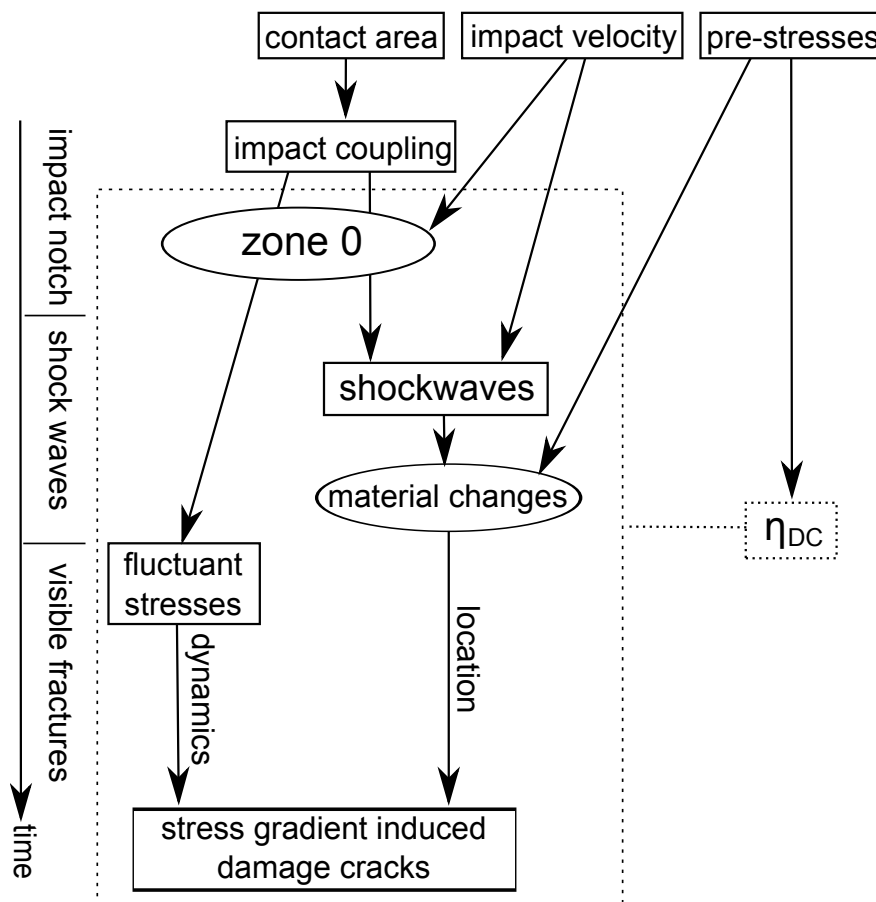 contact area
impact velocity
pre-stresses
impact coupling
impact notch
zone 0
shock waves
shockwaves
material changes
ηDC
fluctuant
stresses
visible fractures
dynamics
location
time
stress gradient induced
damage cracks